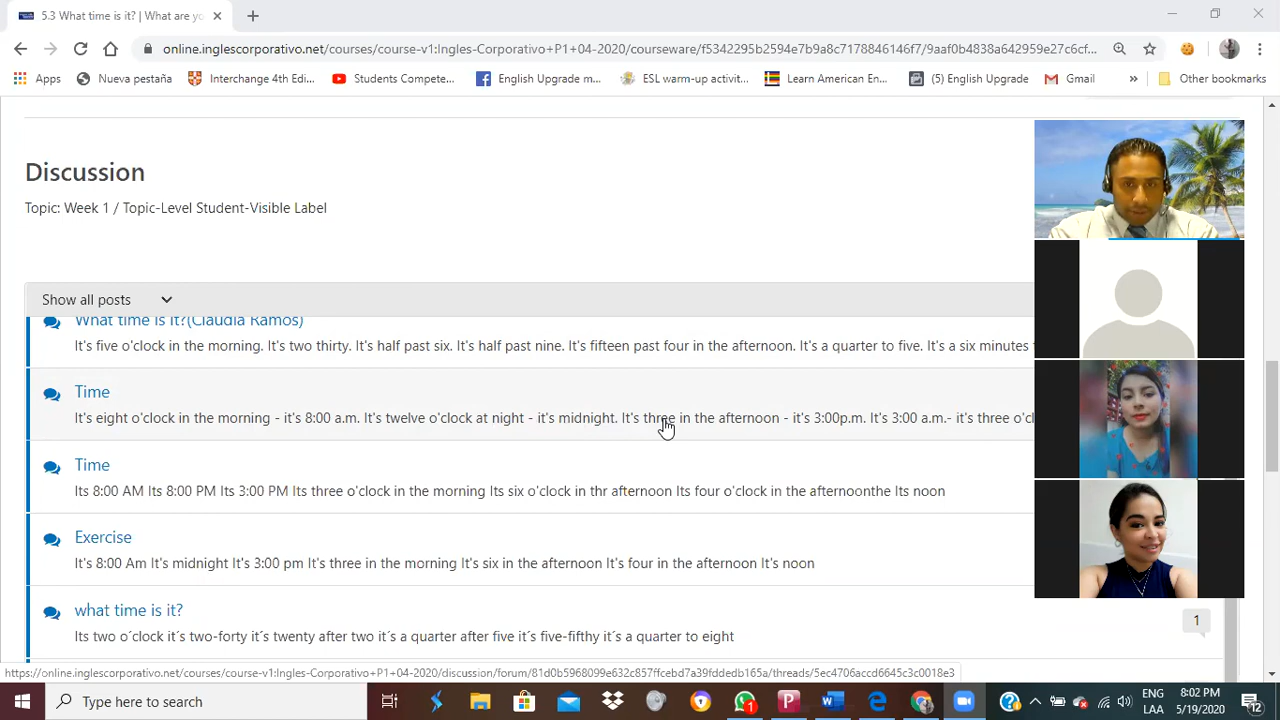 5.3 What time is it? | What are yo
online.inglescorporativo.net/courses/course-v1:Ingles-Corporativo+P1+04-2020/courseware/f5342295b2594e7b9a8c7178846146f7/9aaf0b4838a642959e27c6cf...
Apps Nueva pestaña Interchange 4th Edi... Students Compete... English Upgrade m... ESL warm-up activit... Learn American En... (5) English Upgrade Gmail » Other bookmarks
Discussion
Topic: Week 1 / Topic-Level Student-Visible Label
Show all posts
What time is it?(Claudia Ramos)
It's five o'clock in the morning. It's two thirty. It's half past six. It's half past nine. It's fifteen past four in the afternoon. It's a quarter to five. It's a six minutes
Time
It's eight o'clock in the morning - it's 8:00 a.m. It's twelve o'clock at night - it's midnight. It's three in the afternoon - it's 3:00p.m. It's 3:00 a.m.- it's three o'cl
Time
Its 8:00 AM Its 8:00 PM Its 3:00 PM Its three o'clock in the morning Its six o'clock in thr afternoon Its four o'clock in the afternoonthe Its noon
Exercise
It's 8:00 Am It's midnight It's 3:00 pm It's three in the morning It's six in the afternoon It's four in the afternoon It's noon
what time is it?
1
Its two o´clock it´s two-forty it´s twenty after two it´s a quarter after five it´s five-fifthy it´s a quarter to eight
https://online.inglescorporativo.net/courses/course-v1:Ingles-Corporativo+P1+04-2020/discussion/forum/81d0b5968099e632c857ffcebd7a39fddedb165a/threads/5ec4706accd6645c3c0018e3
Type here to search
1
ENG
LAA
8:02 PM
5/19/2020
12